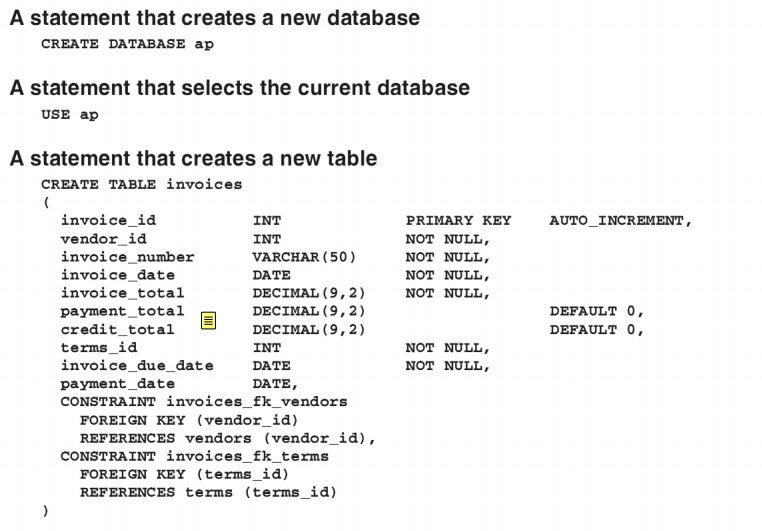 A statement that creates a new database
CREATE DATABASE ap
A statement that selects the current database
USE ap
A statement that creates a new table
CREATE TABLE invoices
(
invoice_id INT PRIMARY KEY AUTO_INCREMENT,
vendor_id INT NOT NULL,
invoice_number VARCHAR(50) NOT NULL,
invoice_date DATE NOT NULL,
invoice_total DECIMAL(9,2) NOT NULL,
payment_total DECIMAL(9,2) DEFAULT 0,
credit_total DECIMAL(9,2) DEFAULT 0,
terms_id INT NOT NULL,
invoice_due_date DATE NOT NULL,
payment_date DATE,
CONSTRAINT invoices_fk_vendors
FOREIGN KEY (vendor_id)
REFERENCES vendors (vendor_id),
CONSTRAINT invoices_fk_terms
FOREIGN KEY (terms_id)
REFERENCES terms (terms_id)
)